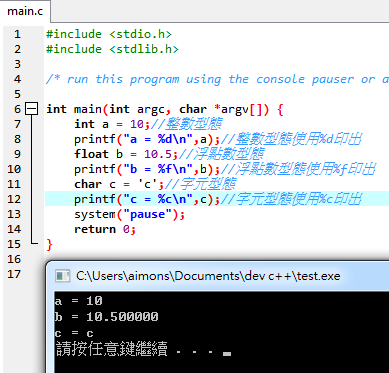 main.c
1 #include <stdio.h>
2 #include <stdlib.h>
3
4 /* run this program using the console pauser or a
5
6 int main(int argc, char *argv[]) {
7 int a = 10;//整數型態
8 printf("a = %d\n",a);//整數型態使用%d印出
9 float b = 10.5;//浮點數型態
10 printf("b = %f\n",b);//浮點數型態使用%f印出
11 char c = 'c';//字元型態
12 printf("c = %c\n",c);//字元型態使用%c印出
13 system("pause");
14 return 0;
15 }
16
17
C:\Users\aimons\Documents\dev c++\test.exe
a = 10
b = 10.500000
c = c
請按任意鍵繼續 . . .